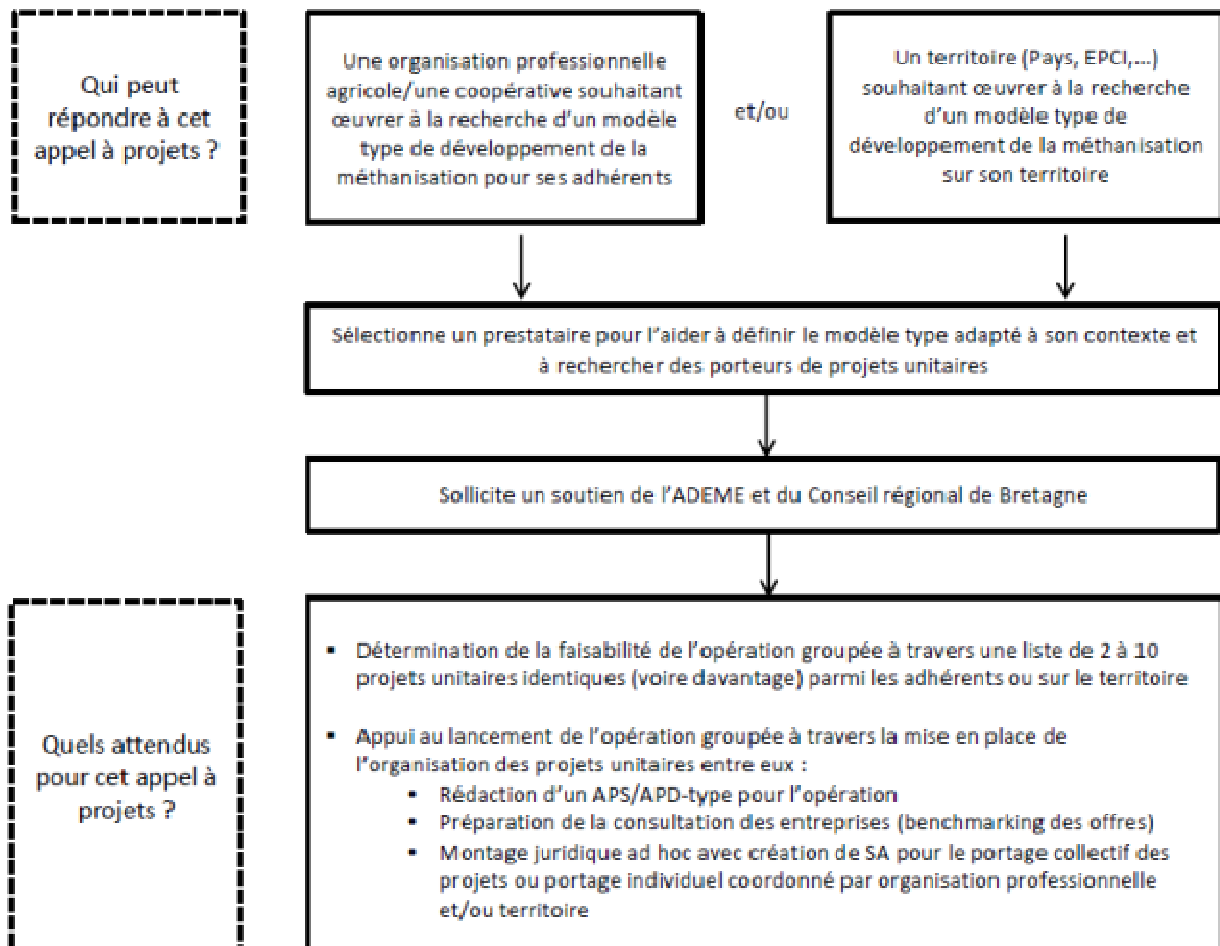 Qui peut
répondre à cet
appel à projets ?
Une organisation professionnelle
agricole/une coopérative souhaitant
œuvrer à la recherche d'un modèle
type de développement de la
méthanisation pour ses adhérents
et/ou
Un territoire (Pays, EPCI,...)
souhaitant œuvrer à la recherche
d'un modèle type de
développement de la méthanisation
sur son territoire
Sélectionne un prestataire pour l'aider à définir le modèle type adapté à son contexte et
à rechercher des porteurs de projets unitaires
Sollicite un soutien de l'ADEME et du Conseil régional de Bretagne
Quels attendus
pour cet appel à
projets ?
▪ Détermination de la faisabilité de l'opération groupée à travers une liste de 2 à 10
projets unitaires identiques (voire davantage) parmi les adhérents ou sur le territoire
▪ Appui au lancement de l'opération groupée à travers la mise en place de
l'organisation des projets unitaires entre eux :
▪ Rédaction d'un APS/APD-type pour l'opération
▪ Préparation de la consultation des entreprises (benchmarking des offres)
▪ Montage juridique ad hoc avec création de SA pour le portage collectif des
projets ou portage individuel coordonné par organisation professionnelle
et/ou territoire